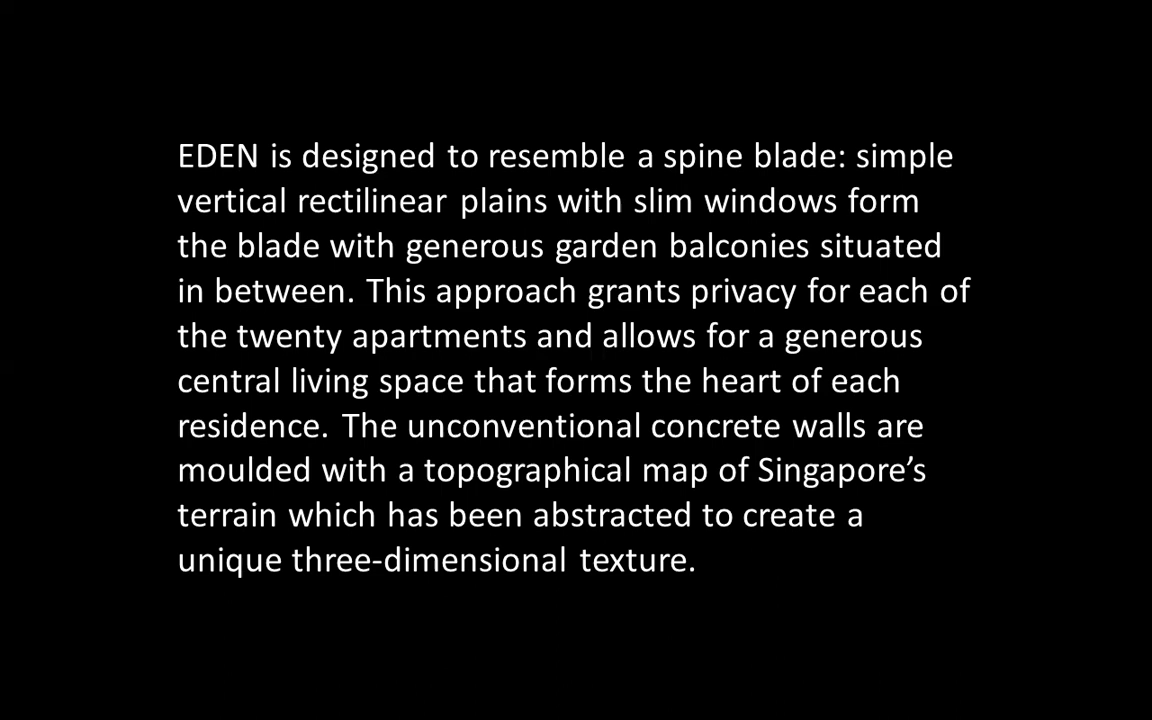 EDEN is designed to resemble a spine blade: simple
vertical rectilinear plains with slim windows form
the blade with generous garden balconies situated
in between. This approach grants privacy for each of
the twenty apartments and allows for a generous
central living space that forms the heart of each
residence. The unconventional concrete walls are
moulded with a topographical map of Singapore’s
terrain which has been abstracted to create a
unique three-dimensional texture.